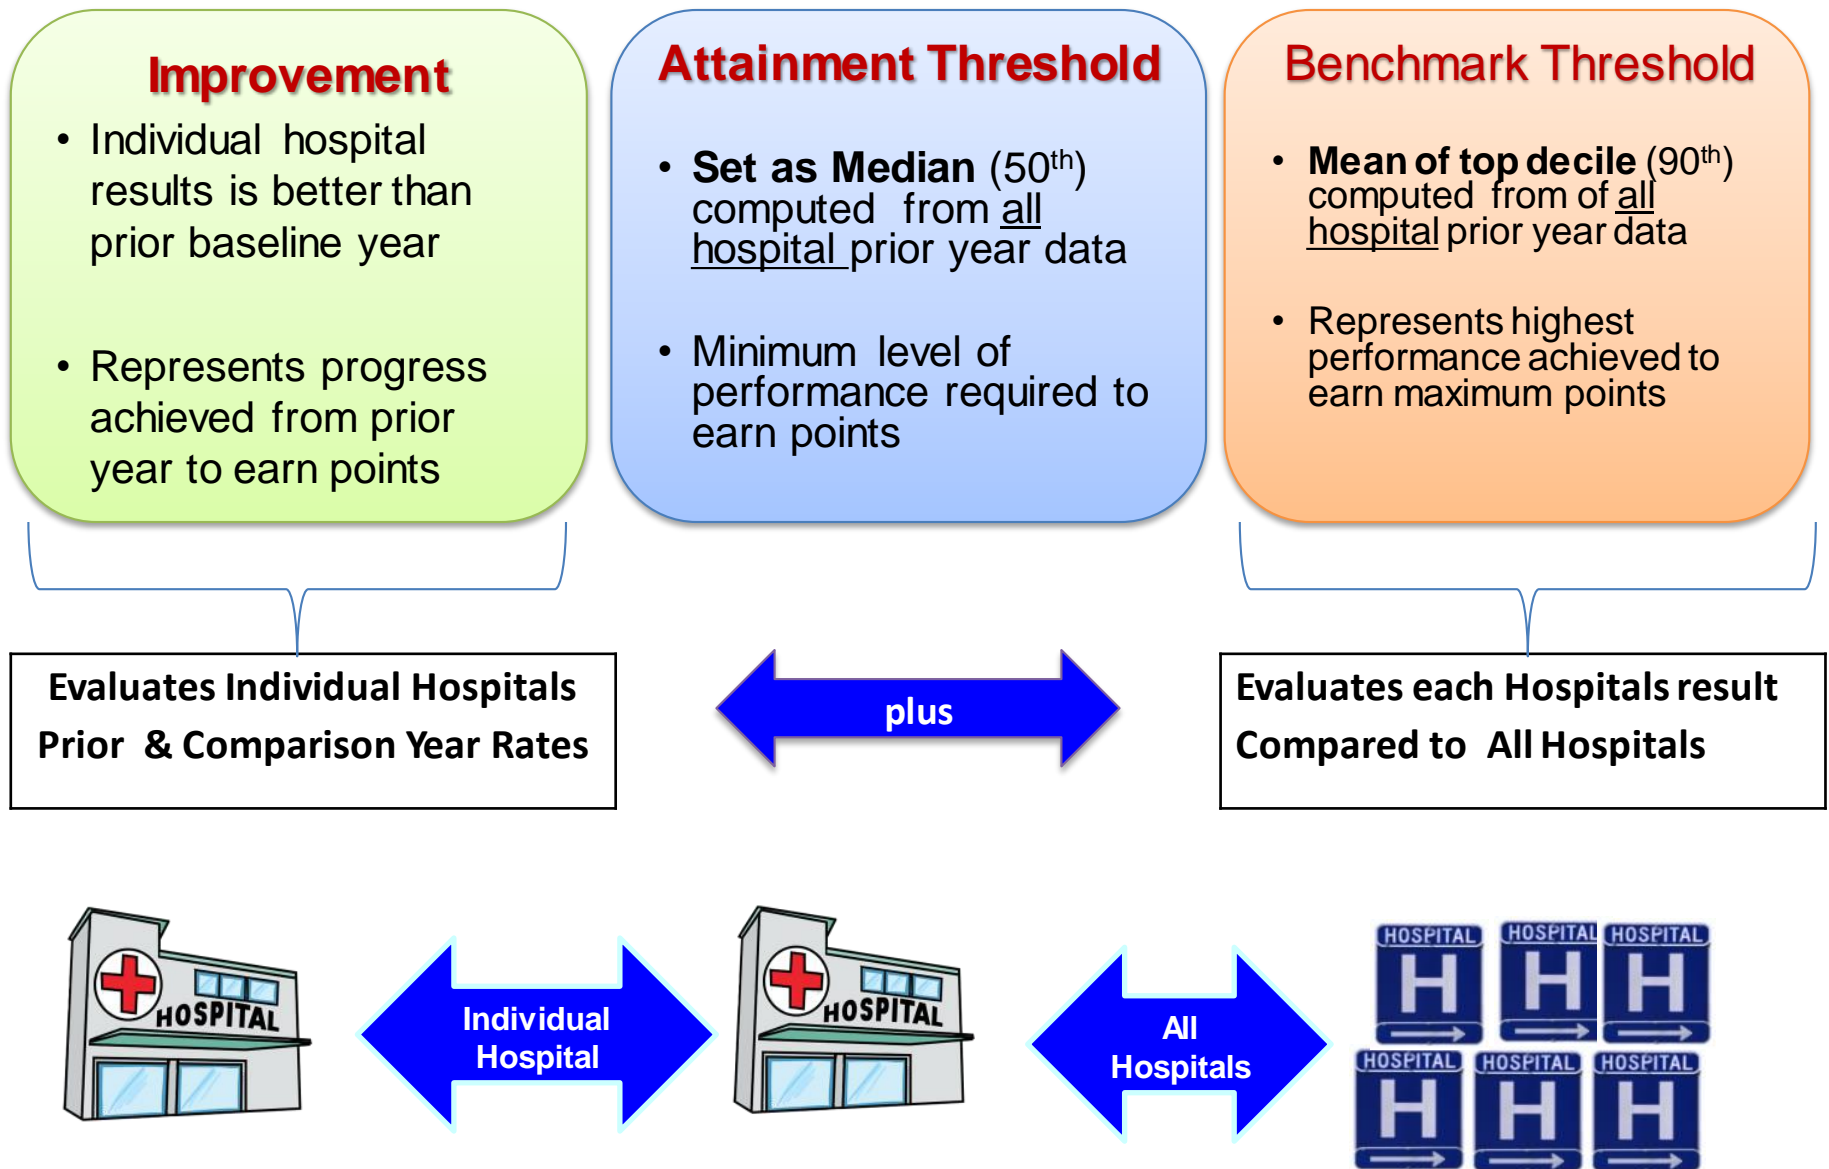 Improvement
• Individual hospital
results is better than
prior baseline year
• Represents progress
achieved from prior
year to earn points
Attainment Threshold
• Set as Median (50th)
computed from all
hospital prior year data
• Minimum level of
performance required to
earn points
Benchmark Threshold
• Mean of top decile (90th)
computed from of all
hospital prior year data
• Represents highest
performance achieved to
earn maximum points
Evaluates Individual Hospitals
Prior & Comparison Year Rates
plus
Evaluates each Hospitals result
Compared to All Hospitals
HOSPITAL
Individual
Hospital
HOSPITAL
All
Hospitals
HOSPITAL HOSPITAL HOSPITAL
H H H
HOSPITAL HOSPITAL HOSPITAL
H H H